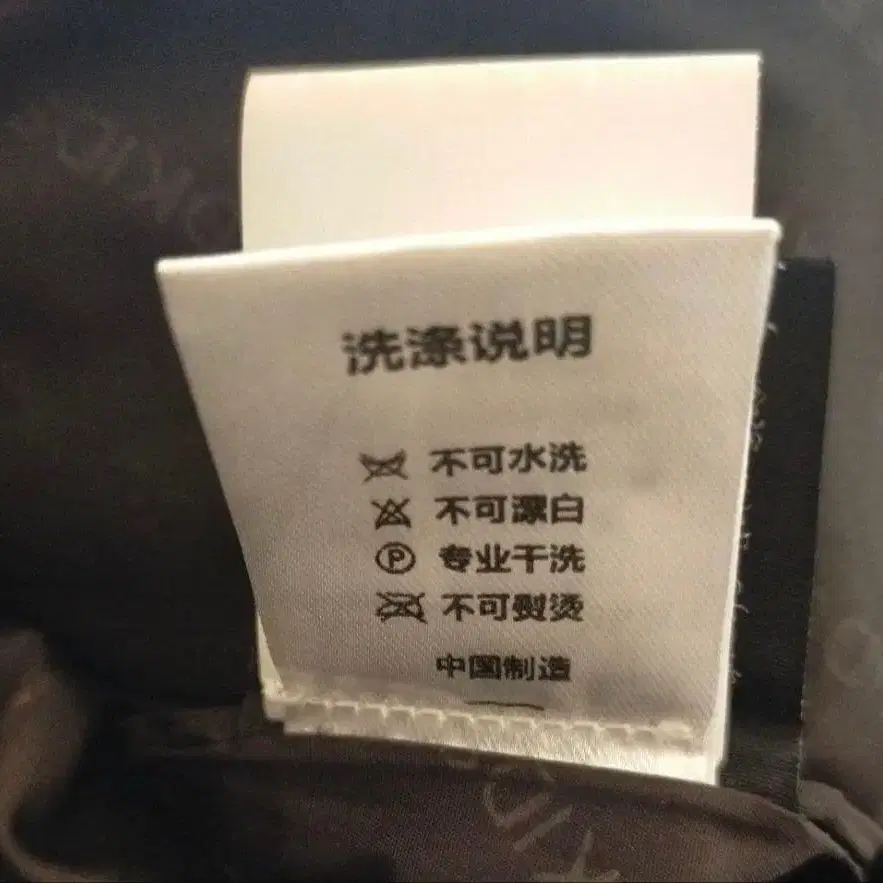 洗涤说明
不可水洗
不可漂白
Ⓟ 专业干洗
不可熨烫
中国制造